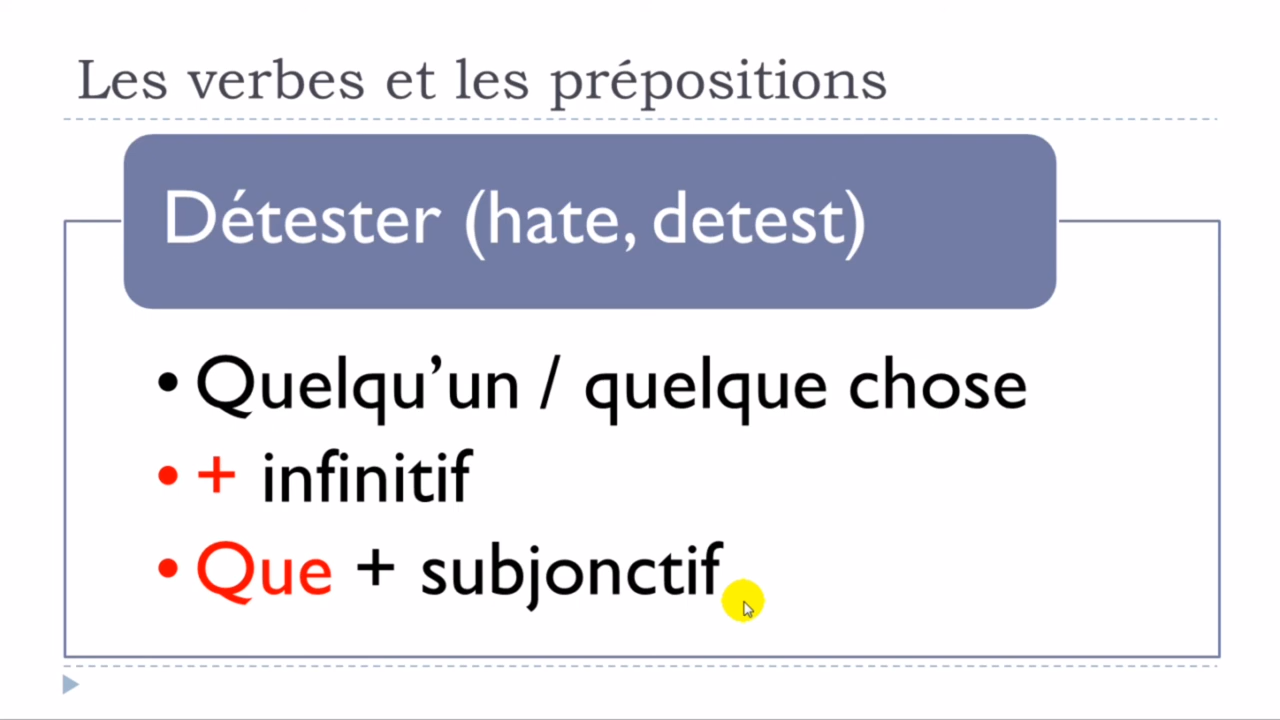 Les verbes et les prépositions
Détester (hate, detest)
• Quelqu’un / quelque chose
• + infinitif
• Que + subjonctif